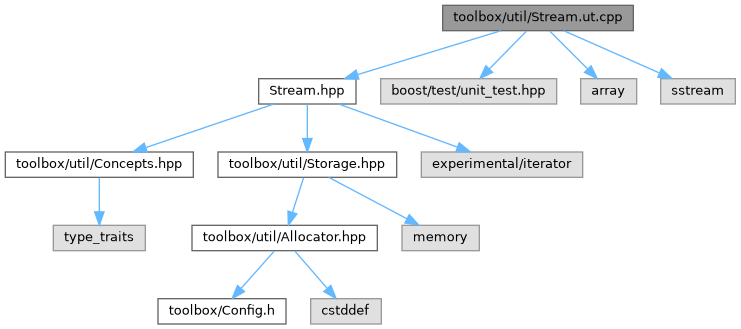 toolbox/util/Stream.ut.cpp
Stream.hpp
boost/test/unit_test.hpp
array
sstream
toolbox/util/Concepts.hpp
toolbox/util/Storage.hpp
experimental/iterator
type_traits
toolbox/util/Allocator.hpp
memory
toolbox/Config.h
cstddef